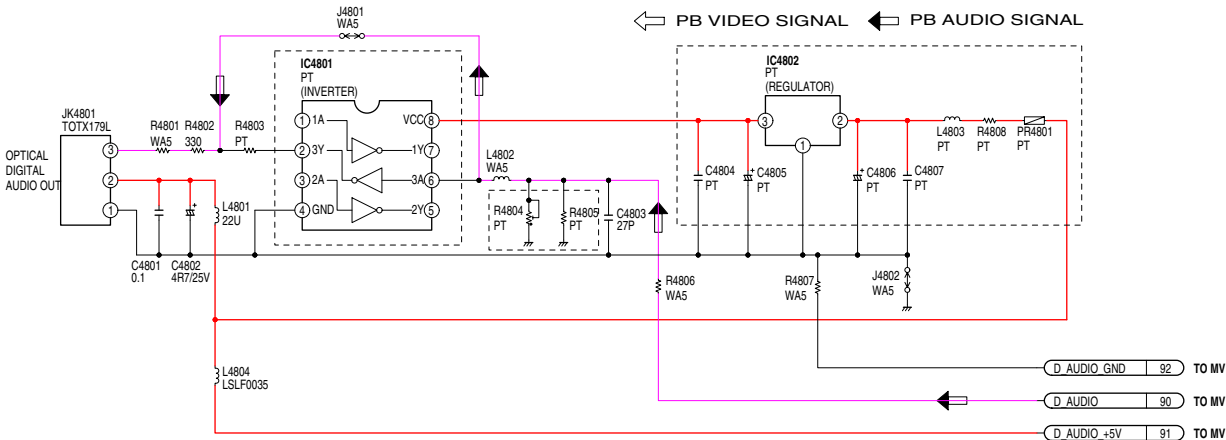 J4801
WA5
PB VIDEO SIGNAL
PB AUDIO SIGNAL
IC4801
PT
(INVERTER)
IC4802
PT
(REGULATOR)
JK4801
TOTX179L
OPTICAL
DIGITAL
AUDIO OUT
3
2
1
R4801
WA5
R4802
330
R4803
PT
1
1A
VCC
8
2
3Y
1Y
7
3
2A
3A
6
4
GND
2Y
5
L4802
WA5
3
2
1
L4803
PT
R4808
PT
PR4801
PT
C4804
PT
C4805
PT
C4806
PT
C4807
PT
L4801
22U
R4804
PT
R4805
PT
C4803
27P
C4801
0.1
C4802
4R7/25V
+
+
+
R4806
WA5
R4807
WA5
J4802
WA5
L4804
LSLF0035
D_AUDIO_GND 92 TO MV
D_AUDIO 90 TO MV
D_AUDIO_+5V 91 TO MV